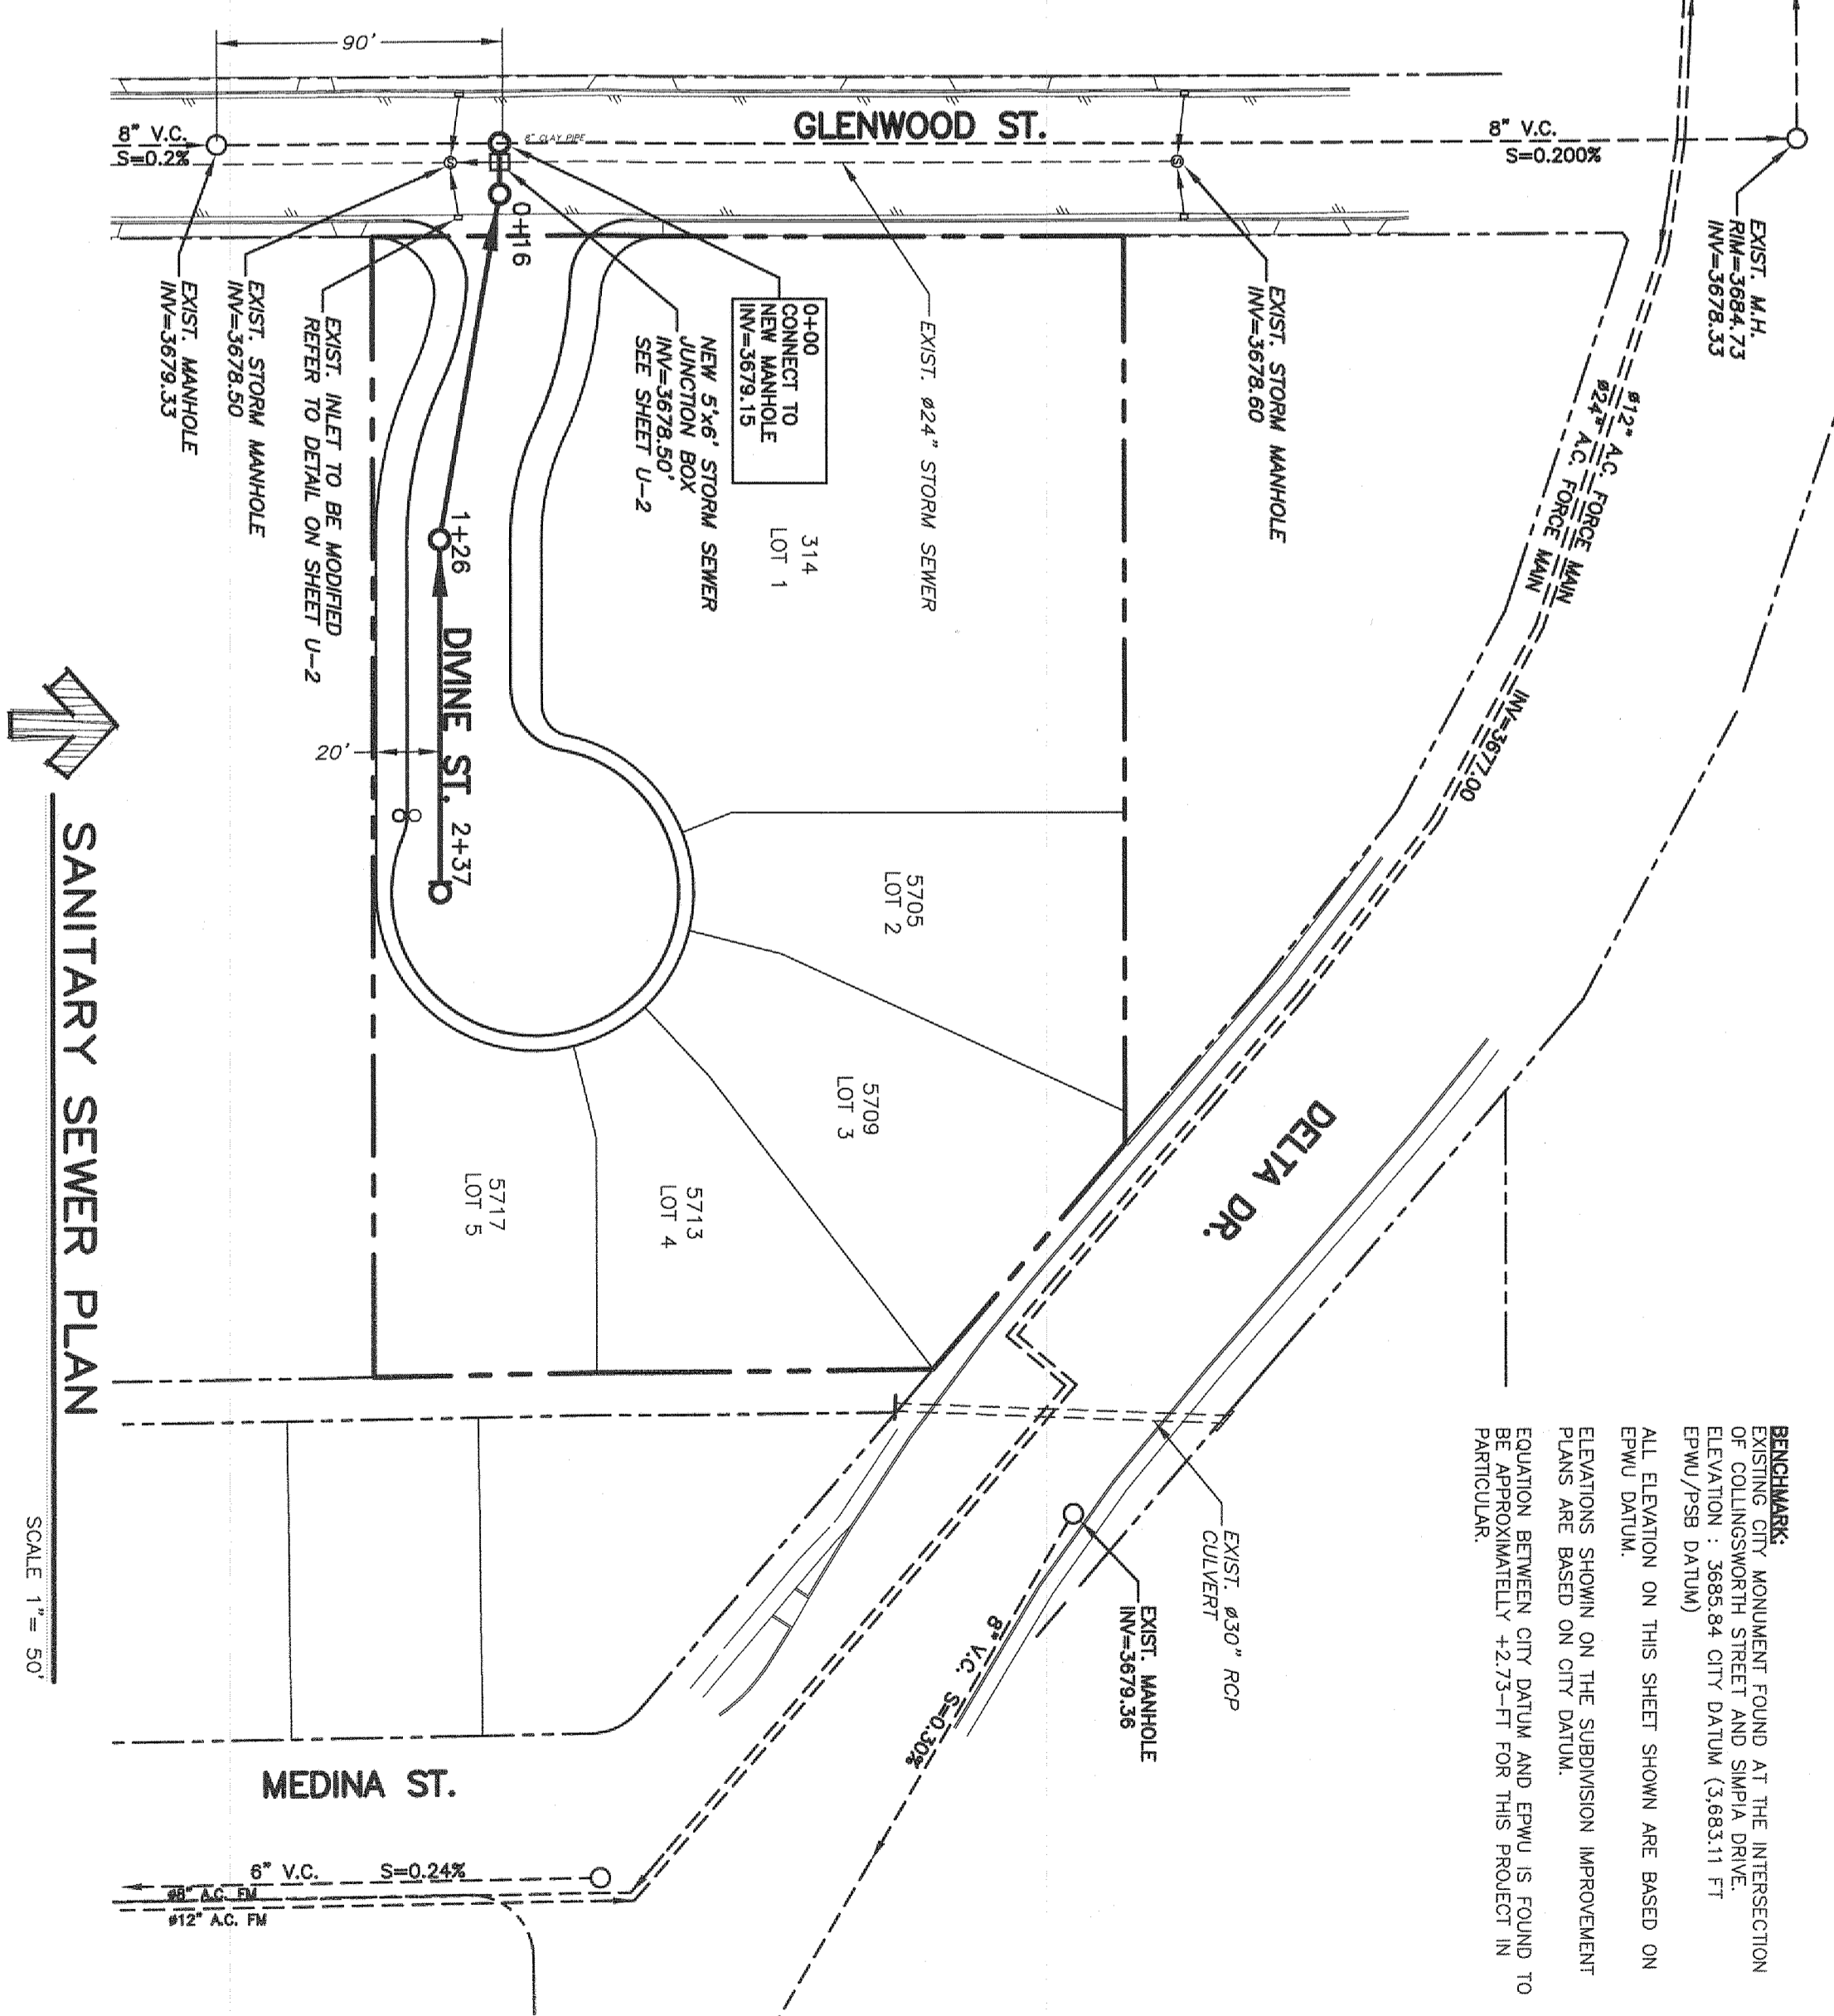 90'
GLENWOOD ST.
8" V.C.
S=0.2%
8" CLAY PIPE
8" V.C.
S=0.200%
EXIST. M.H.
RIM=3684.73
INV=3678.33
0+16
0+00
CONNECT TO
NEW MANHOLE
INV=3679.15
NEW 5'x6' STORM SEWER
JUNCTION BOX
INV=3678.50'
SEE SHEET U-2
EXIST. ø24" STORM SEWER
EXIST. STORM MANHOLE
INV=3678.60
EXIST. INLET TO BE MODIFIED
REFER TO DETAIL ON SHEET U-2
EXIST. STORM MANHOLE
INV=3678.50
EXIST. MANHOLE
INV=3679.33
ø12" A.C. FORCE MAIN
ø24" A.C. FORCE MAIN
INV=3677.00
314
LOT 1
1+26
DIVINE ST.
2+37
20'
5705
LOT 2
5709
LOT 3
5713
LOT 4
5717
LOT 5
DELTA DR.
EXIST. ø30" RCP
CULVERT
EXIST. MANHOLE
INV=3679.36
8" V.C. S=0.30%
MEDINA ST.
6" V.C. S=0.24%
ø8" A.C. FM
ø12" A.C. FM
BENCHMARK:
EXISTING CITY MONUMENT FOUND AT THE INTERSECTION
OF COLLINGSWORTH STREET AND SIMPIA DRIVE.
ELEVATION : 3685.84 CITY DATUM (3,683.11 FT
EPWU/PSB DATUM)
ALL ELEVATION ON THIS SHEET SHOWN ARE BASED ON
EPWU DATUM.
ELEVATIONS SHOWIN ON THE SUBDIVISION IMPROVEMENT
PLANS ARE BASED ON CITY DATUM.
EQUATION BETWEEN CITY DATUM AND EPWU IS FOUND TO
BE APPROXIMATELLY +2.73-FT FOR THIS PROJECT IN
PARTICULAR.
SANITARY SEWER PLAN
SCALE 1"= 50'